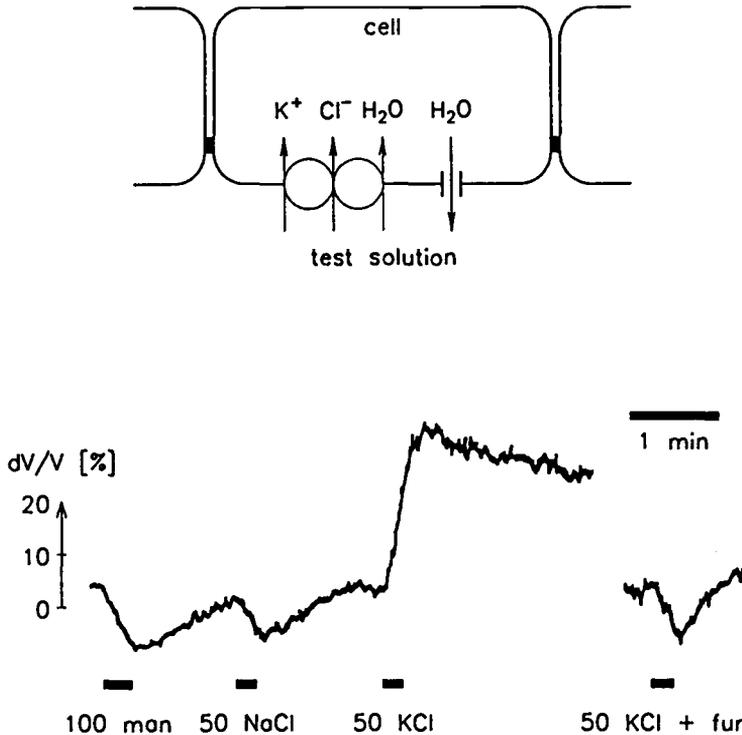 cell
K⁺ Cl⁻ H₂O H₂O
test solution
1 min
dV/V [%]
20
10
0
100 man 50 NaCl 50 KCl 50 KCl + fur